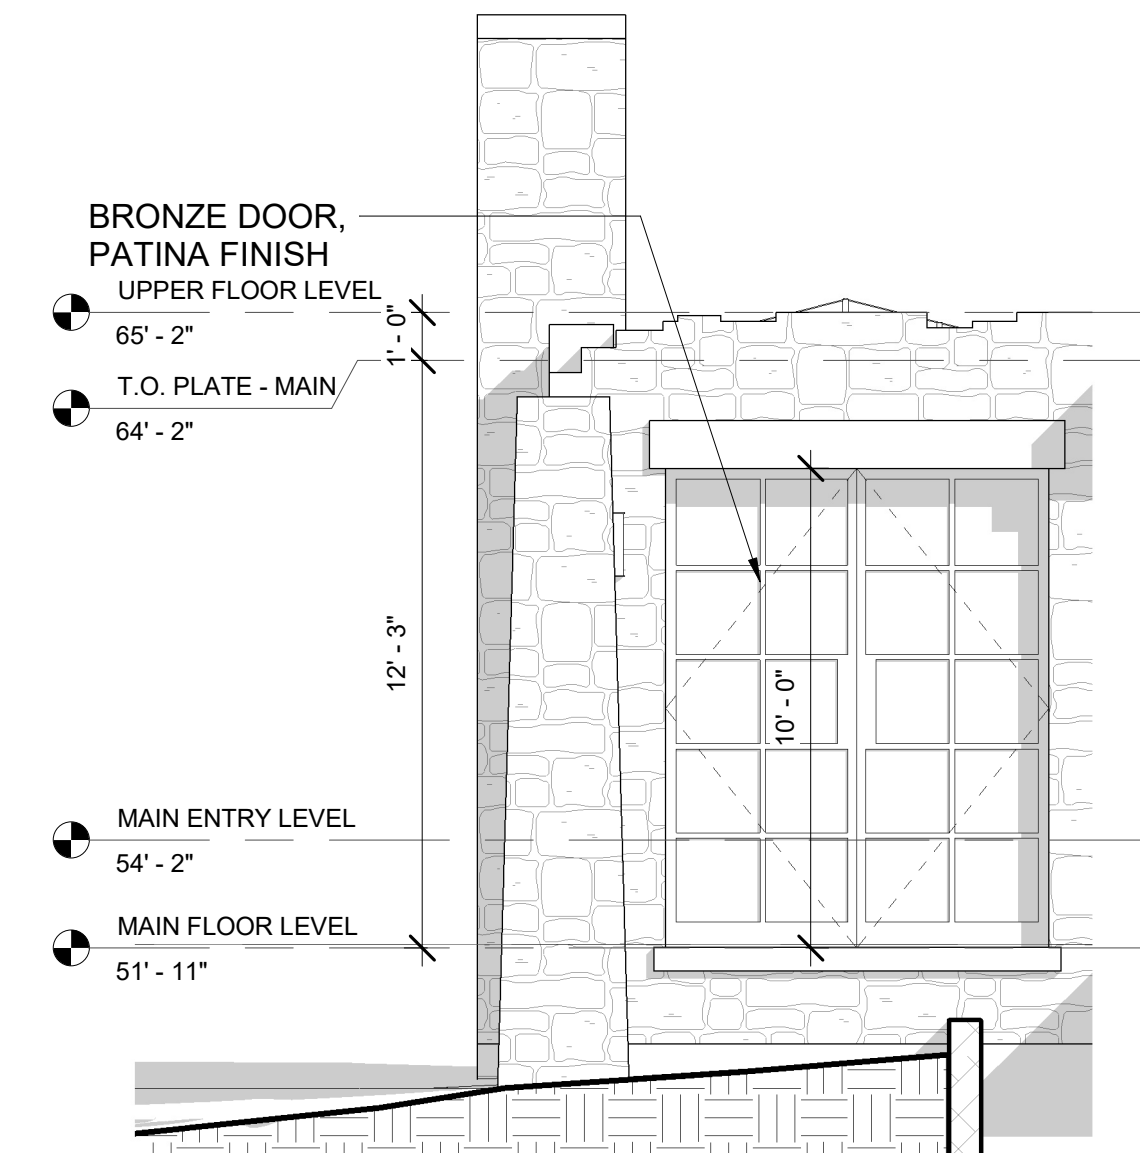 BRONZE DOOR,
PATINA FINISH
UPPER FLOOR LEVEL
65' - 2"
1' - 0"
T.O. PLATE - MAIN
64' - 2"
12' - 3"
10' - 0"
MAIN ENTRY LEVEL
54' - 2"
MAIN FLOOR LEVEL
51' - 11"